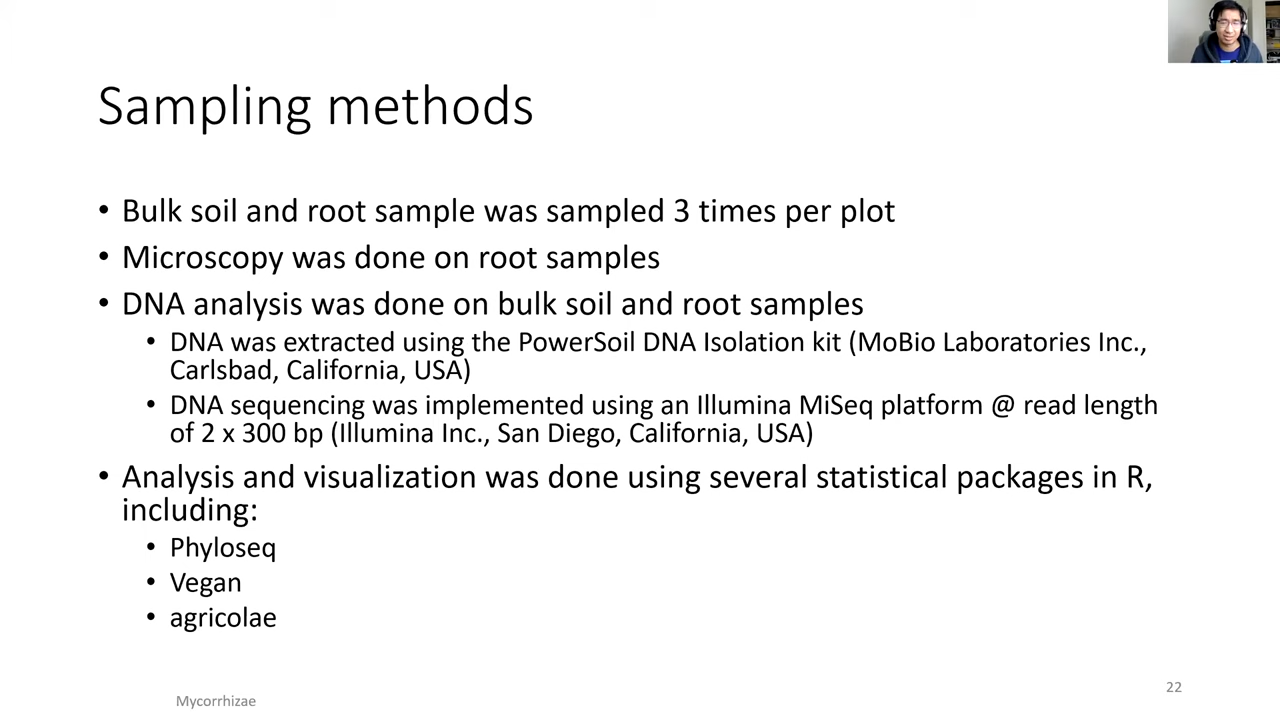 Sampling methods
• Bulk soil and root sample was sampled 3 times per plot
• Microscopy was done on root samples
• DNA analysis was done on bulk soil and root samples
• DNA was extracted using the PowerSoil DNA Isolation kit (MoBio Laboratories Inc.,
Carlsbad, California, USA)
• DNA sequencing was implemented using an Illumina MiSeq platform @ read length
of 2 x 300 bp (Illumina Inc., San Diego, California, USA)
• Analysis and visualization was done using several statistical packages in R,
including:
• Phyloseq
• Vegan
• agricolae
Mycorrhizae
22